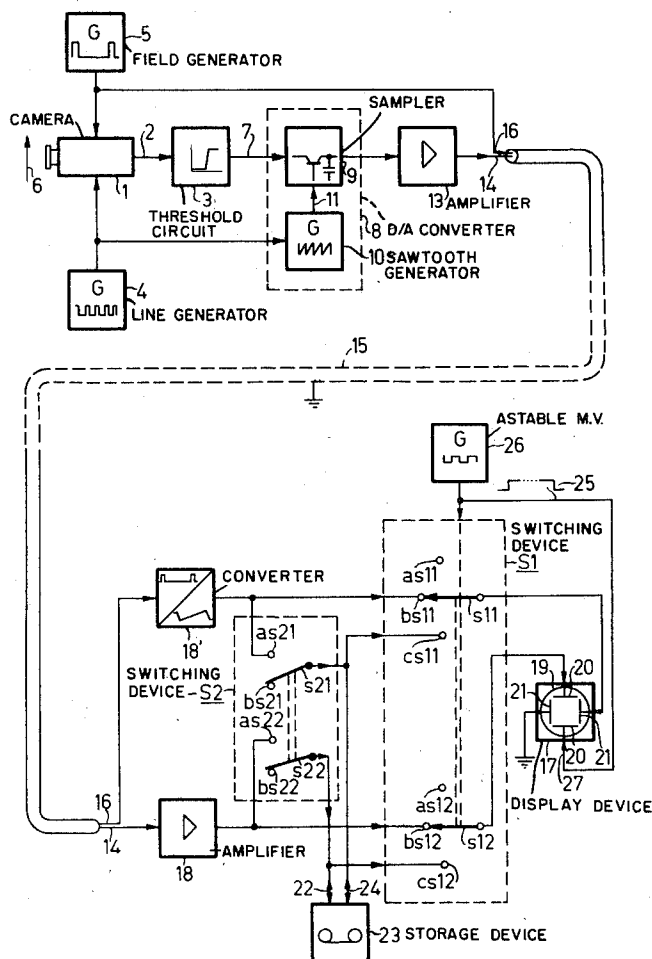 G
5
FIELD GENERATOR
CAMERA
2
7
SAMPLER
16
6
1
3
9
14
11
13 AMPLIFIER
THRESHOLD
CIRCUIT
8 D/A CONVERTER
G
10 SAWTOOTH
GENERATOR
G
4
LINE GENERATOR
15
ASTABLE M.V.
G
26
25
SWITCHING
DEVICE
S1
CONVERTER
18'
as11
bs11
s11
cs11
as21
SWITCHING
DEVICE - S2
bs21
s21
as22
bs22
s22
19
20
21
21
20
17
27
DISPLAY DEVICE
as12
bs12
s12
cs12
16
14
AMPLIFIER
18
22
24
23 STORAGE DEVICE